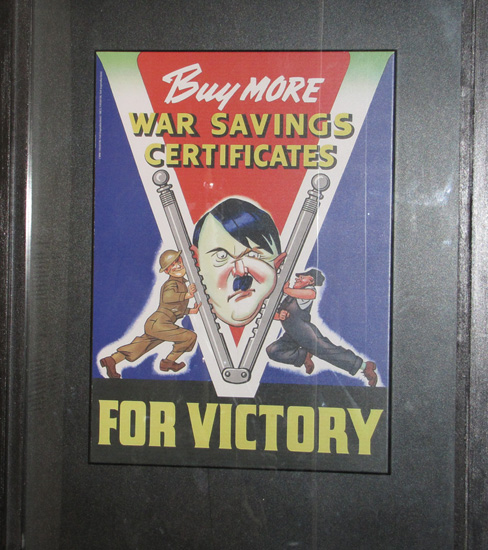 Buy MORE
WAR SAVINGS
CERTIFICATES
FOR VICTORY